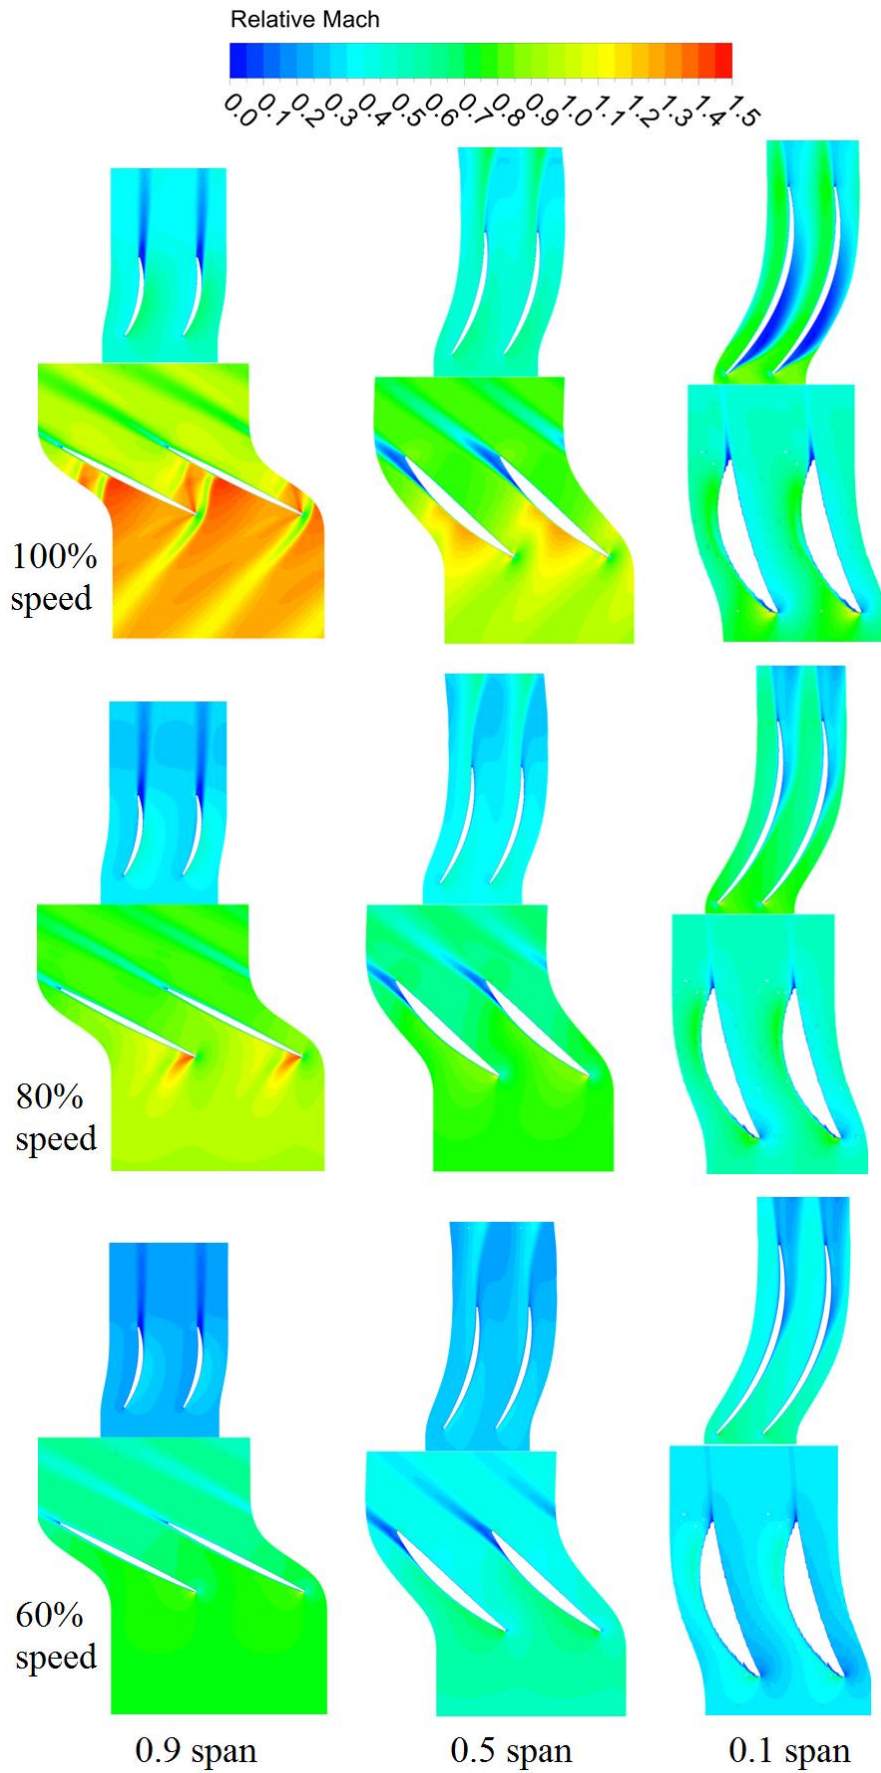 Relative Mach
0.0 0.1 0.2 0.3 0.4 0.5 0.6 0.7 0.8 0.9 1.0 1.1 1.2 1.3 1.4 1.5
100%
speed
80%
speed
60%
speed
0.9 span 0.5 span 0.1 span